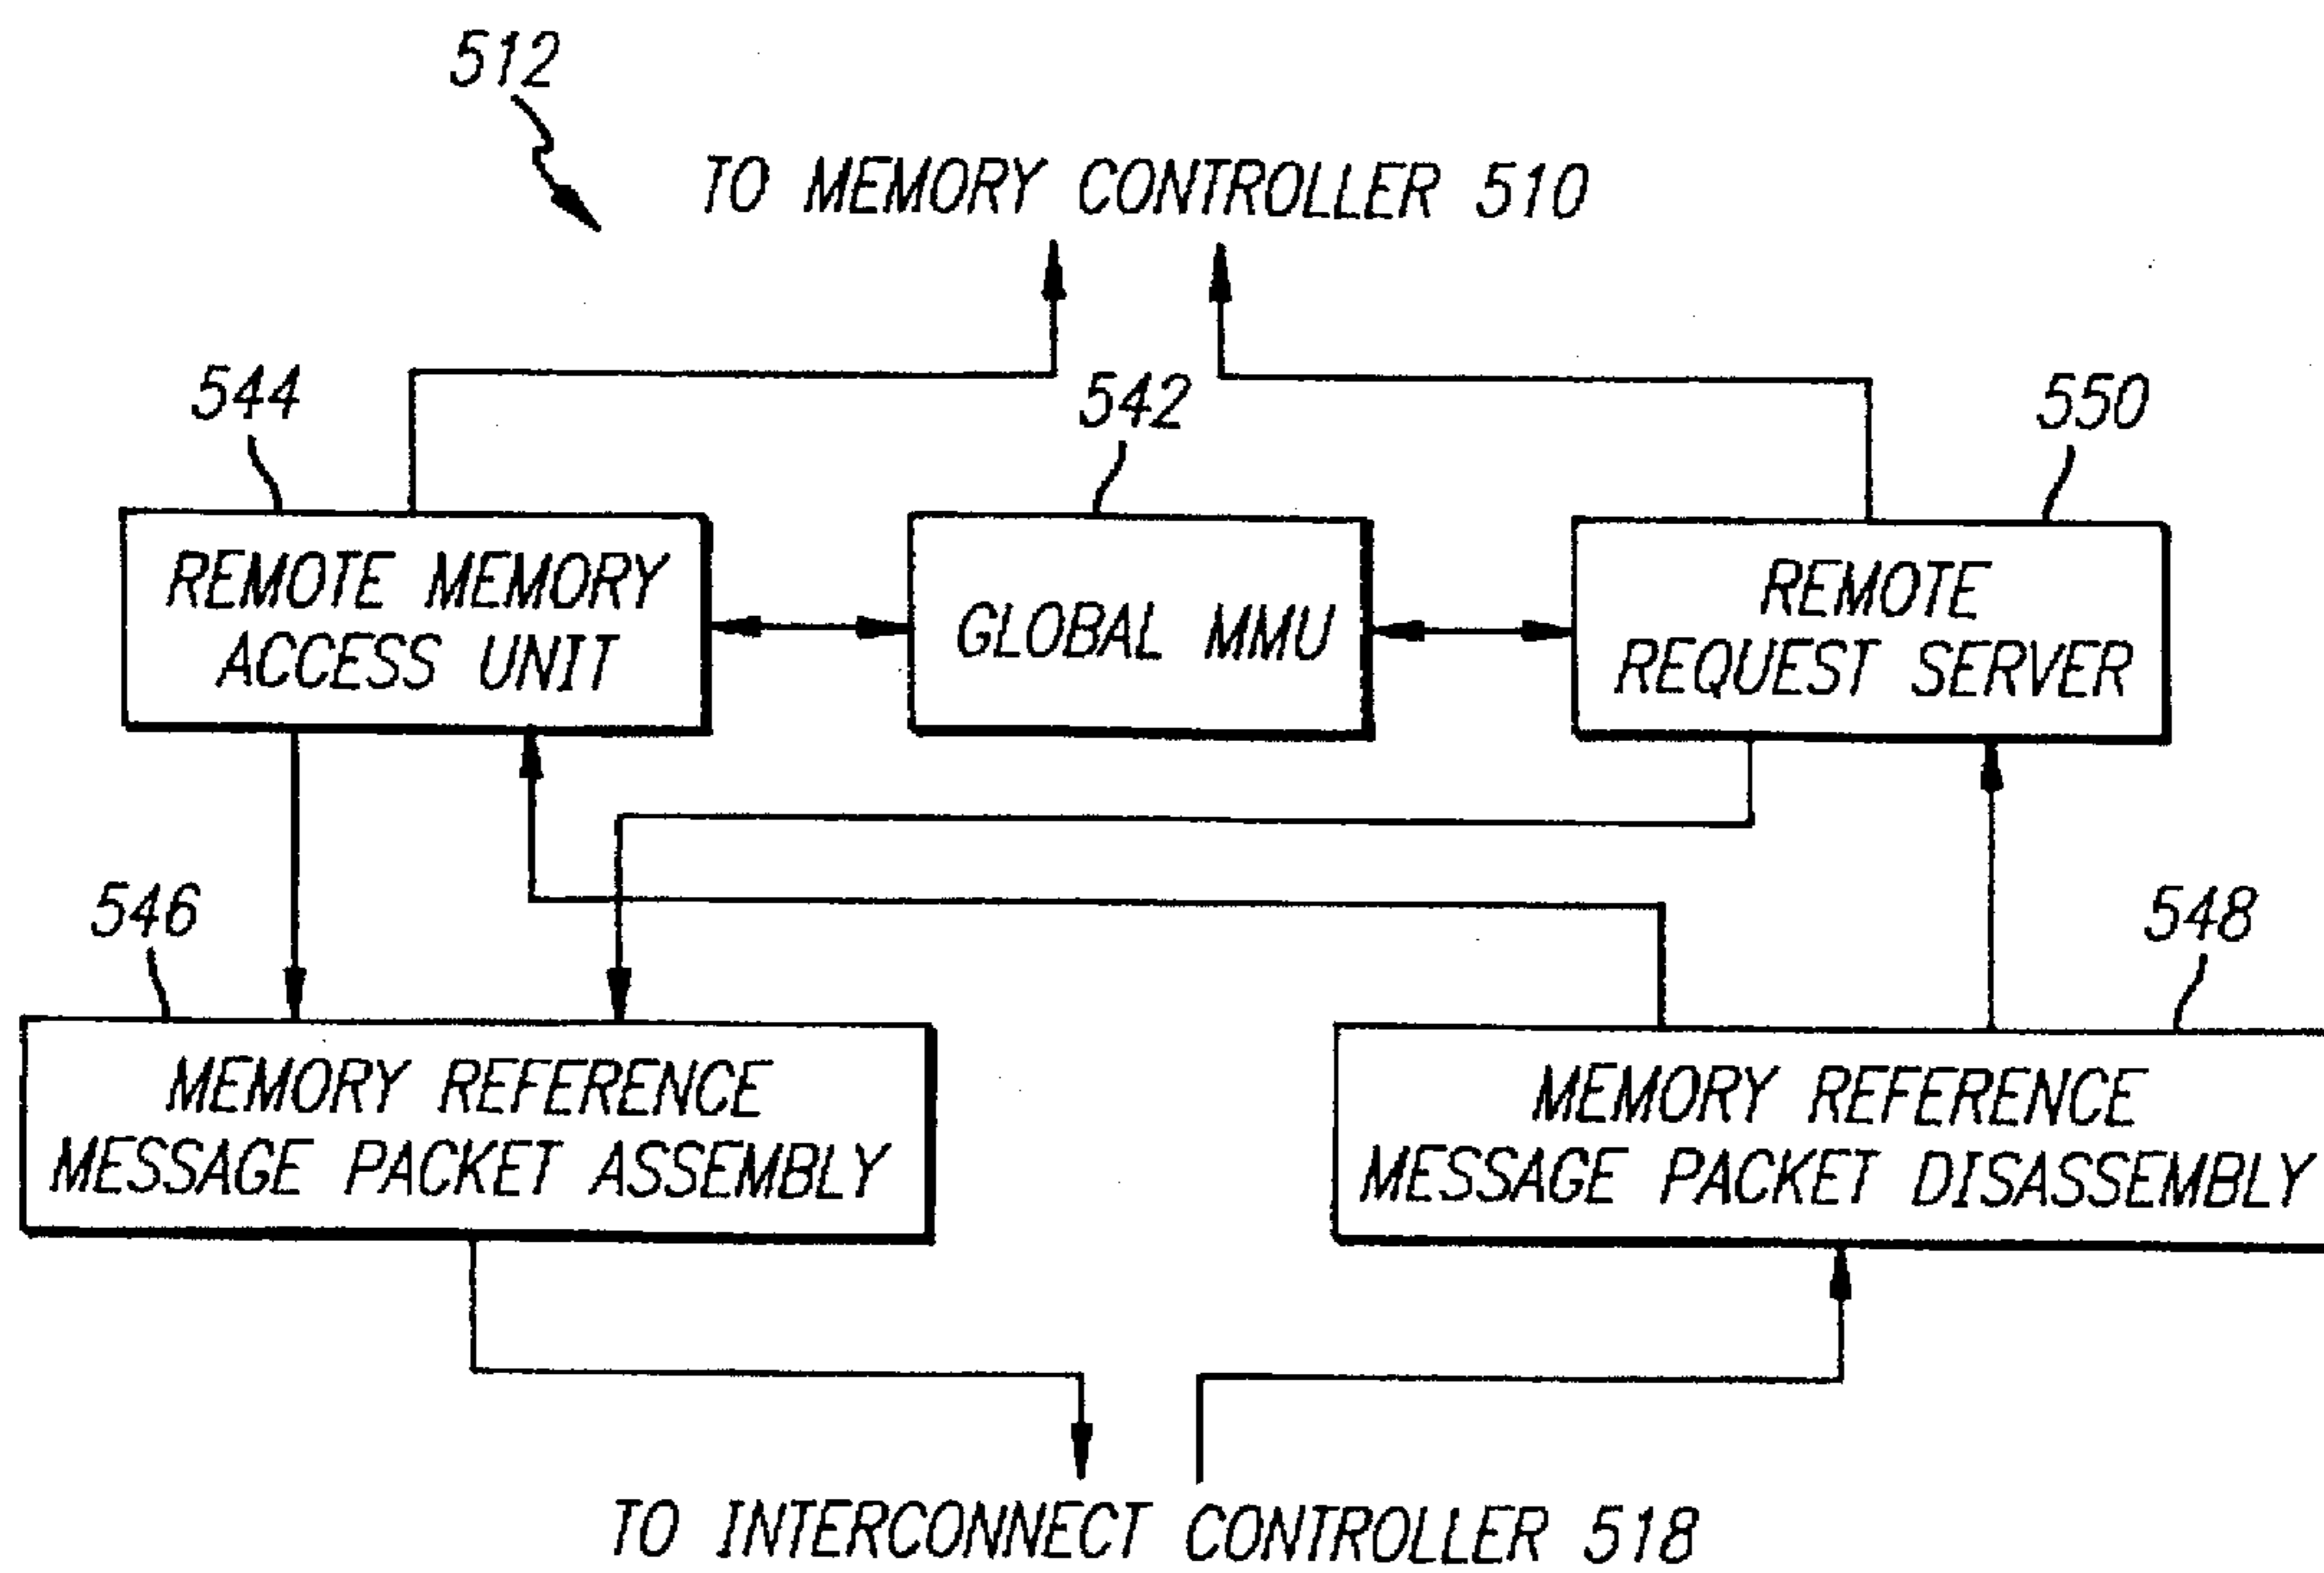 512
TO MEMORY CONTROLLER 510
544
542
550
REMOTE MEMORY
ACCESS UNIT
GLOBAL MMU
REMOTE
REQUEST SERVER
546
548
MEMORY REFERENCE
MESSAGE PACKET ASSEMBLY
MEMORY REFERENCE
MESSAGE PACKET DISASSEMBLY
TO INTERCONNECT CONTROLLER 518